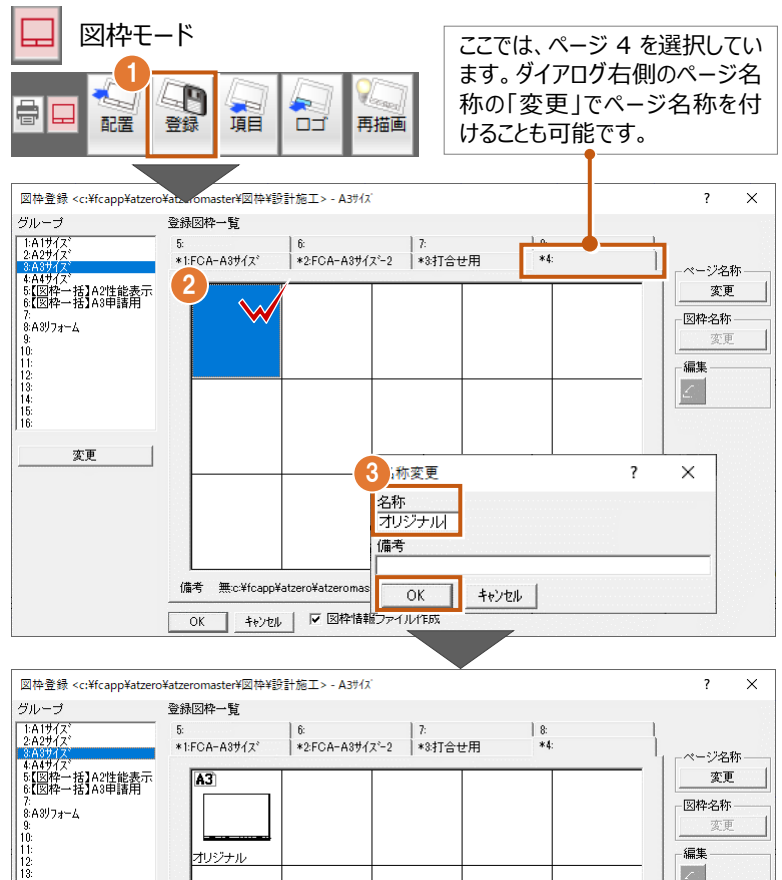 図枠モード
ここでは、ページ 4 を選択してい
ます。ダイアログ右側のページ名
称の「変更」でページ名称を付
けることも可能です。
1
配置
登録
項目
ロゴ
再描画
図枠登録 <c:¥fcapp¥atzero¥atzeromaster¥図枠¥設計施工> - A3サイズ
? ×
グループ
登録図枠一覧
1:A1サイズ
2:A2サイズ
3:A3サイズ
4:A4サイズ
5:【図枠一括】A2性能表示
6:【図枠一括】A3申請用
7:
8:A3リフォーム
9:
10:
11:
12:
13:
14:
15:
16:
変更
5:
6:
7:
*1:FCA-A3サイズ
*2:FCA-A3サイズ-2
*3:打合せ用
*4:
2
ページ名称
変更
図枠名称
変更
編集
3
称変更
? ×
名称
オリジナル
備考
OK
キャンセル
備考 無:c:¥fcapp¥atzero¥atzeromas
OK
キャンセル
図枠情報ファイル作成
図枠登録 <c:¥fcapp¥atzero¥atzeromaster¥図枠¥設計施工> - A3サイズ
? ×
グループ
登録図枠一覧
1:A1サイズ
2:A2サイズ
3:A3サイズ
4:A4サイズ
5:【図枠一括】A2性能表示
6:【図枠一括】A3申請用
7:
8:A3リフォーム
9:
10:
11:
12:
13:
5:
6:
7:
8:
*1:FCA-A3サイズ
*2:FCA-A3サイズ-2
*3:打合せ用
*4:
A3
オリジナル
ページ名称
変更
図枠名称
変更
編集